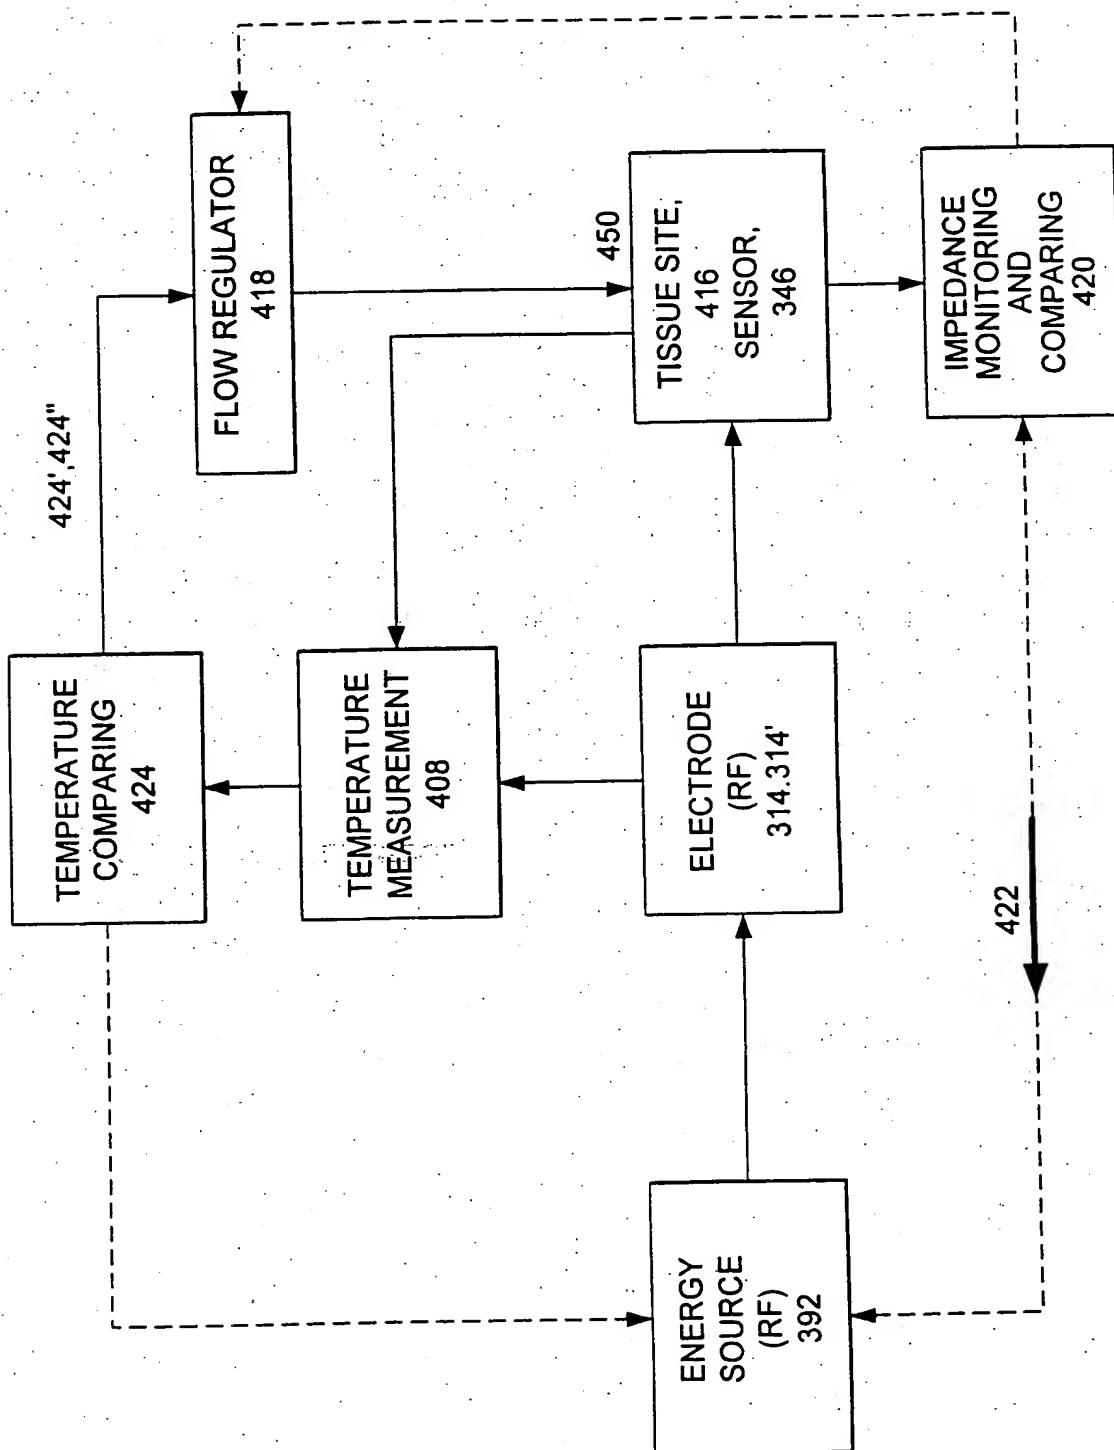 424',424"
FLOW REGULATOR
418
TEMPERATURE
COMPARING
424
TEMPERATURE
MEASUREMENT
408
450
TISSUE SITE,
416
SENSOR,
346
ENERGY
SOURCE
(RF)
392
ELECTRODE
(RF)
314.314'
422
IMPEDANCE
MONITORING
AND
COMPARING
420